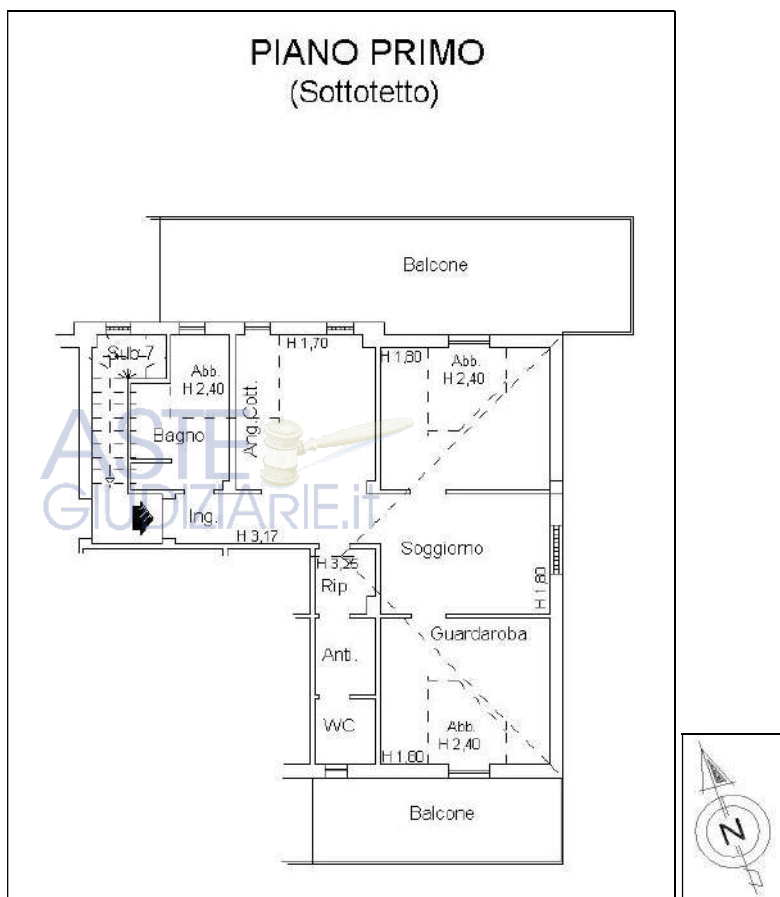 PIANO PRIMO
(Sottotetto)
Balcone
Sub 7
H 1,70
H 1,80
Abb.
H 2,40
Abb.
H 2,40
Ang.Cott.
Bagno
ASTE
GIUDIZIARIE.it
Ing.
H 3,17
Soggiorno
H 3,25
Rip
H 1,80
Guardaroba
Anti.
WC
Abb.
H 2,40
H 1,80
Balcone
N